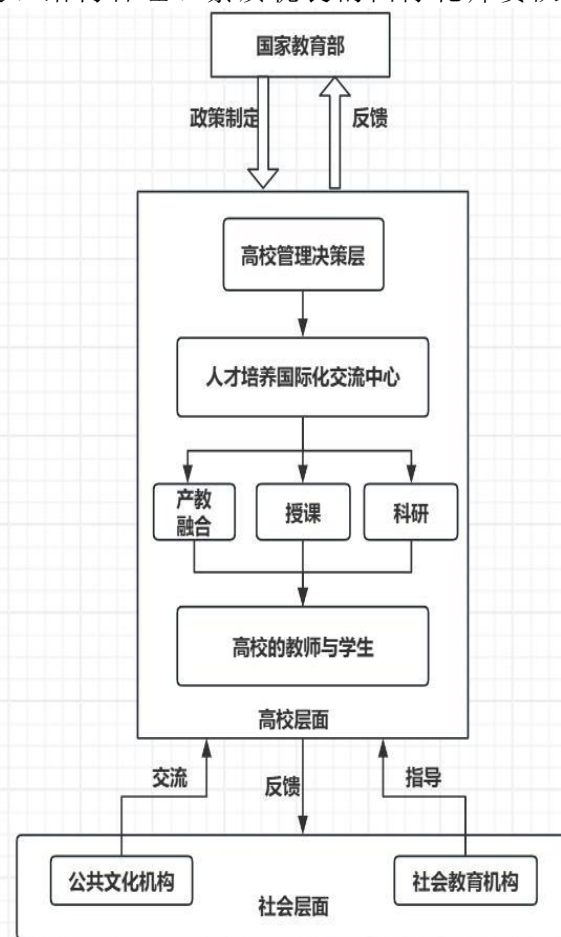 国家教育部
政策制定
反馈
高校管理决策层
人才培养国际化交流中心
产教
融合
授课
科研
高校的教师与学生
高校层面
交流
反馈
指导
公共文化机构
社会教育机构
社会层面